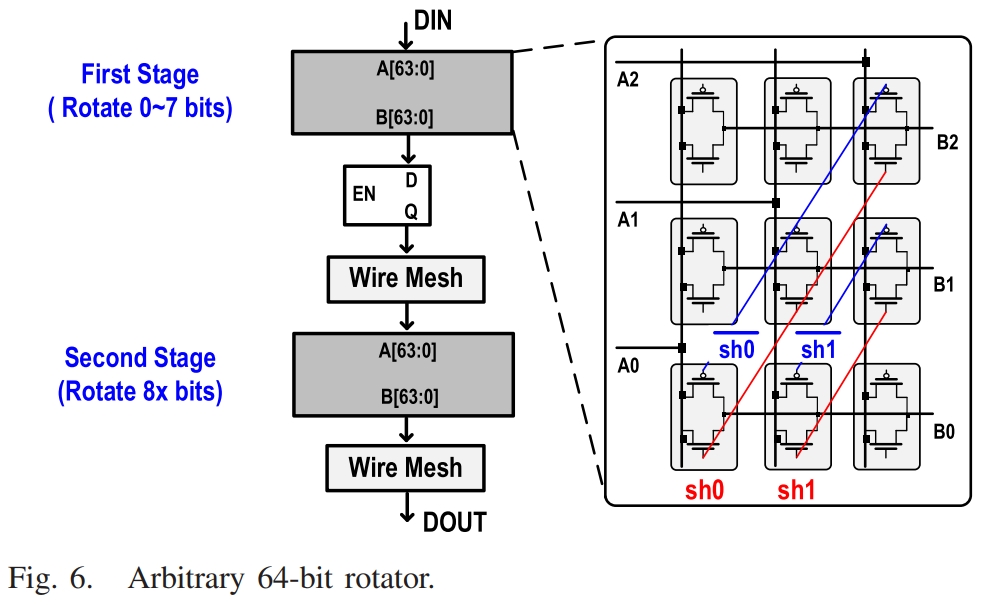 DIN
First Stage
( Rotate 0~7 bits)
A[63:0]
B[63:0]
EN
D
Q
Wire Mesh
Second Stage
(Rotate 8x bits)
A[63:0]
B[63:0]
Wire Mesh
DOUT
A2
B2
A1
B1
sh0
sh1
A0
B0
sh0
sh1
Fig. 6. Arbitrary 64-bit rotator.